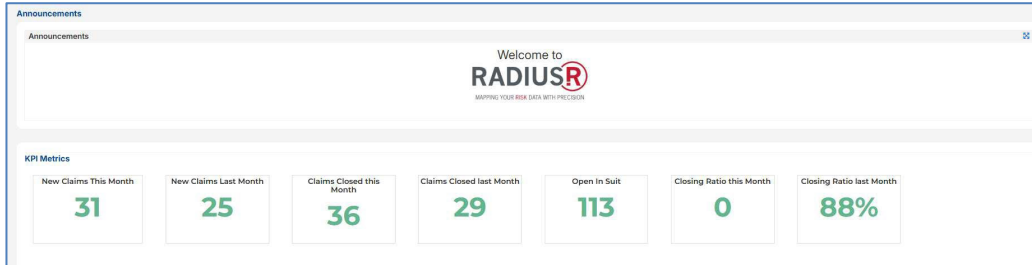 Announcements
Announcements
Welcome to
RADIUSR
MAPPING YOUR RISK DATA WITH PRECISION
KPI Metrics
New Claims This Month
31
New Claims Last Month
25
Claims Closed this
Month
36
Claims Closed last Month
29
Open In Suit
113
Closing Ratio this Month
0
Closing Ratio last Month
88%